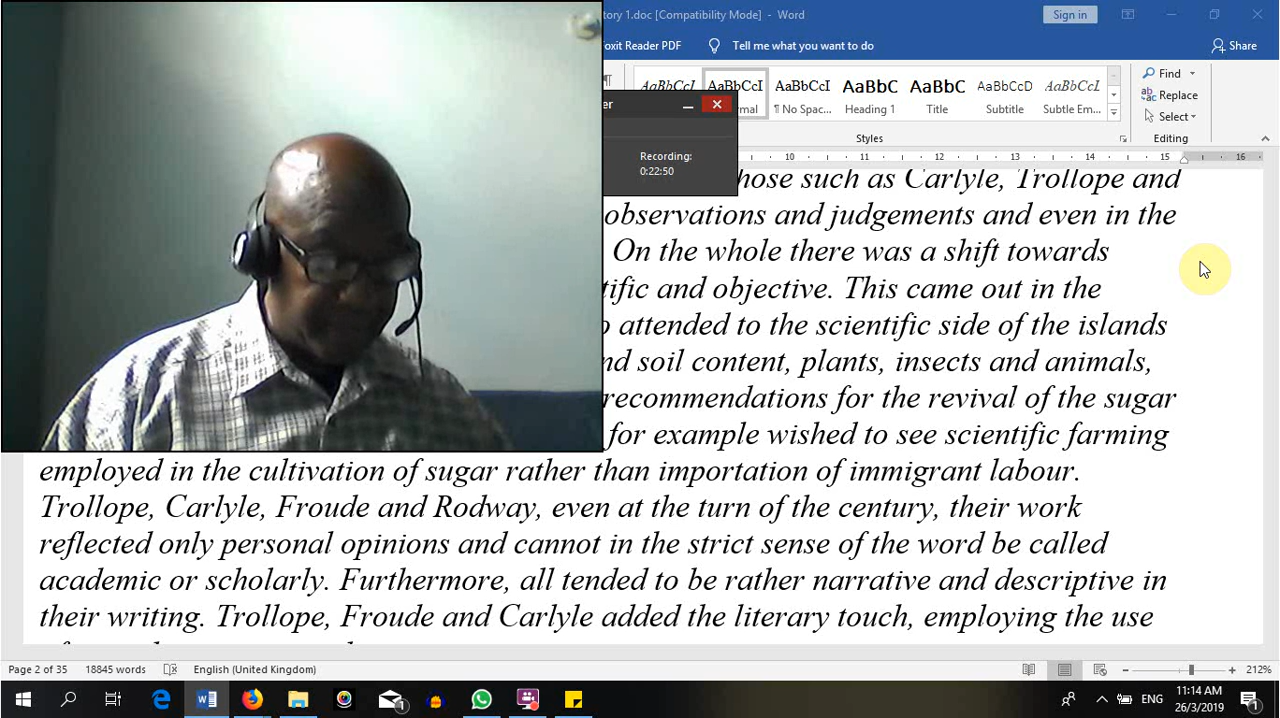 tory 1.doc [Compatibility Mode] - Word
Sign in
oxit Reader PDF
Tell me what you want to do
Share
AaBbCcI
AaBbCcI
AaBbCcI
AaBbC
AaBbC
AaBbCcD
AaBbCcI
mal
¶ No Spac...
Heading 1
Title
Subtitle
Subtle Em...
Styles
Find
Replace
Select
Editing
er
Recording:
0:22:50
10 11 12 13 14 15 16
hose such as Carlyle, Trollope and
observations and judgements and even in the
On the whole there was a shift towards
tific and objective. This came out in the
o attended to the scientific side of the islands
nd soil content, plants, insects and animals,
recommendations for the revival of the sugar
for example wished to see scientific farming
employed in the cultivation of sugar rather than importation of immigrant labour.
Trollope, Carlyle, Froude and Rodway, even at the turn of the century, their work
reflected only personal opinions and cannot in the strict sense of the word be called
academic or scholarly. Furthermore, all tended to be rather narrative and descriptive in
their writing. Trollope, Froude and Carlyle added the literary touch, employing the use
Page 2 of 35
18845 words
English (United Kingdom)
212%
ENG
11:14 AM
26/3/2019